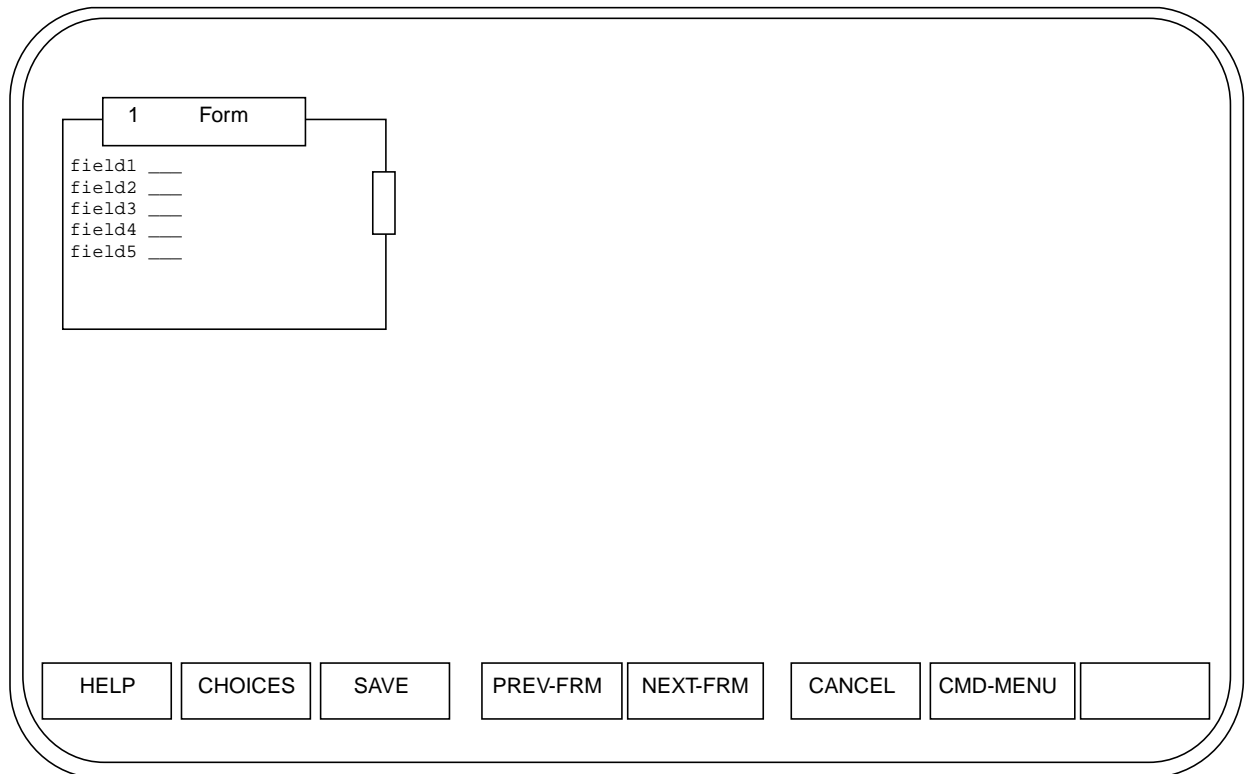 1 Form
field1 ___
field2 ___
field3 ___
field4 ___
field5 ___
HELP CHOICES SAVE PREV-FRM NEXT-FRM CANCEL CMD-MENU